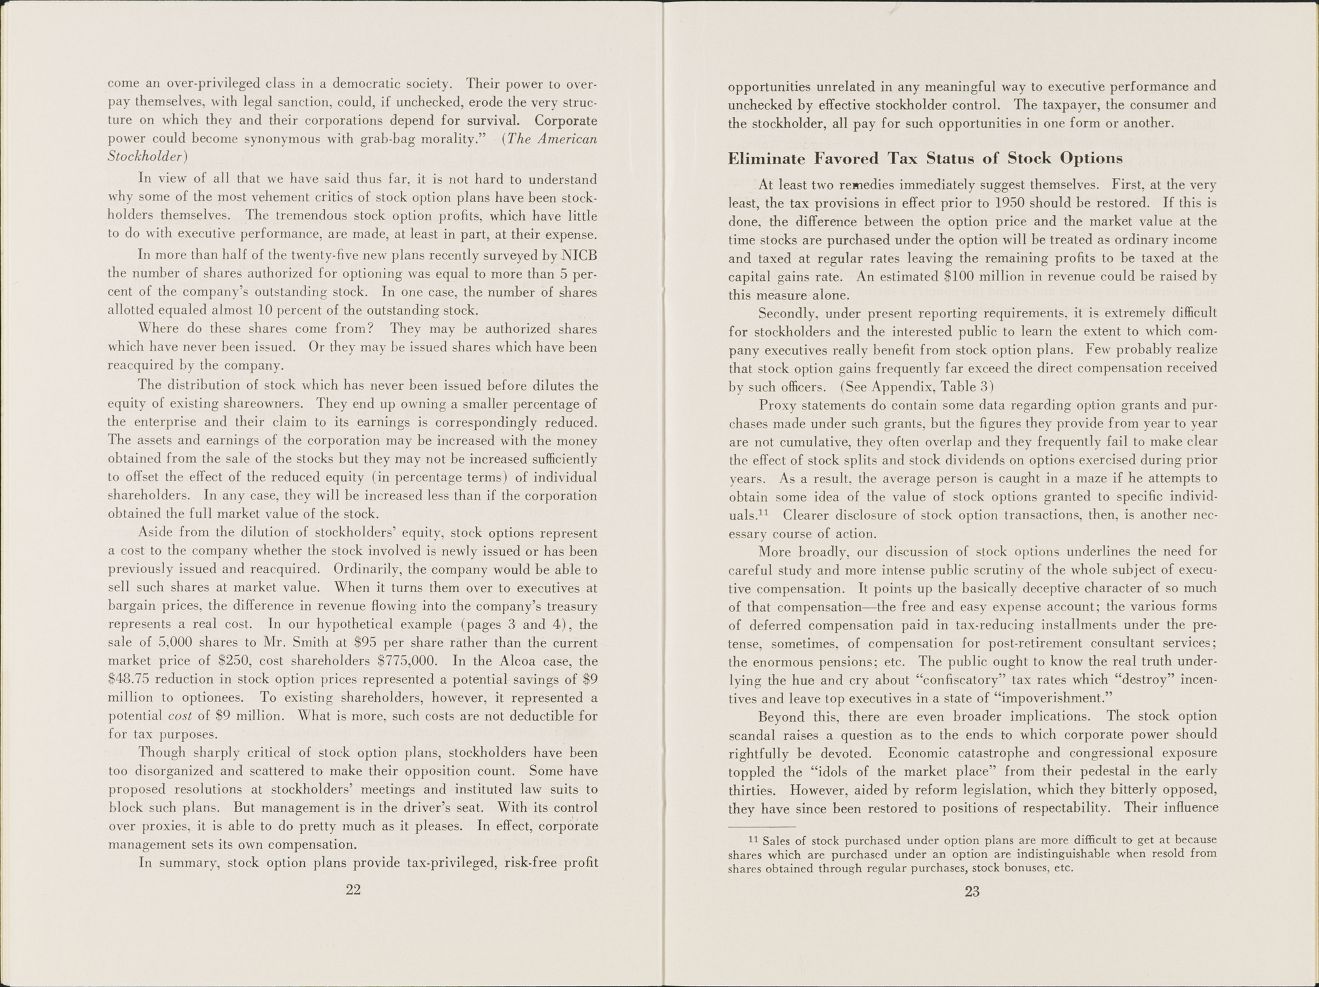 come an over-privileged class in a democratic society. Their power to over-
pay themselves, with legal sanction, could, if unchecked, erode the very struc-
ture on which they and their corporations depend for survival. Corporate
power could become synonymous with grab-bag morality.” (The American
Stockholder)
In view of all that we have said thus far, it is not hard to understand
why some of the most vehement critics of stock option plans have been stock-
holders themselves. The tremendous stock option profits, which have little
to do with executive performance, are made, at least in part, at their expense.
In more than half of the twenty-five new plans recently surveyed by NICB
the number of shares authorized for optioning was equal to more than 5 per-
cent of the company's outstanding stock. In one case, the number of shares
allotted equaled almost 10 percent of the outstanding stock.
Where do these shares come from? They may be authorized shares
which have never been issued. Or they may be issued shares which have been
reacquired by the company.
The distribution of stock which has never been issued before dilutes the
equity of existing shareowners. They end up owning a smaller percentage of
the enterprise and their claim to its earnings is correspondingly reduced.
The assets and earnings of the corporation may be increased with the money
obtained from the sale of the stocks but they may not be increased sufficiently
to offset the effect of the reduced equity (in percentage terms) of individual
shareholders. In any case, they will be increased less than if the corporation
obtained the full market value of the stock.
Aside from the dilution of stockholders' equity, stock options represent
a cost to the company whether the stock involved is newly issued or has been
previously issued and reacquired. Ordinarily, the company would be able to
sell such shares at market value. When it turns them over to executives at
bargain prices, the difference in revenue flowing into the company's treasury
represents a real cost. In our hypothetical example (pages 3 and 4), the
sale of 5,000 shares to Mr. Smith at $95 per share rather than the current
market price of $250, cost shareholders $775,000. In the Alcoa case, the
$48.75 reduction in stock option prices represented a potential savings of $9
million to optionees. To existing shareholders, however, it represented a
potential cost of $9 million. What is more, such costs are not deductible for
for tax purposes.
Though sharply critical of stock option plans, stockholders have been
too disorganized and scattered to make their opposition count. Some have
proposed resolutions at stockholders' meetings and instituted law suits to
block such plans. But management is in the driver's seat. With its control
over proxies, it is able to do pretty much as it pleases. In effect, corporate
management sets its own compensation.
In summary, stock option plans provide tax-privileged, risk-free profit
22
opportunities unrelated in any meaningful way to executive performance and
unchecked by effective stockholder control. The taxpayer, the consumer and
the stockholder, all pay for such opportunities in one form or another.
Eliminate Favored Tax Status of Stock Options
At least two remedies immediately suggest themselves. First, at the very
least, the tax provisions in effect prior to 1950 should be restored. If this is
done, the difference between the option price and the market value at the
time stocks are purchased under the option will be treated as ordinary income
and taxed at regular rates leaving the remaining profits to be taxed at the
capital gains rate. An estimated $100 million in revenue could be raised by
this measure alone.
Secondly, under present reporting requirements, it is extremely difficult
for stockholders and the interested public to learn the extent to which com-
pany executives really benefit from stock option plans. Few probably realize
that stock option gains frequently far exceed the direct compensation received
by such officers. (See Appendix, Table 3)
Proxy statements do contain some data regarding option grants and pur-
chases made under such grants, but the figures they provide from year to year
are not cumulative, they often overlap and they frequently fail to make clear
the effect of stock splits and stock dividends on options exercised during prior
years. As a result, the average person is caught in a maze if he attempts to
obtain some idea of the value of stock options granted to specific individ-
uals.¹¹ Clearer disclosure of stock option transactions, then, is another nec-
essary course of action.
More broadly, our discussion of stock options underlines the need for
careful study and more intense public scrutiny of the whole subject of execu-
tive compensation. It points up the basically deceptive character of so much
of that compensation—the free and easy expense account; the various forms
of deferred compensation paid in tax-reducing installments under the pre-
tense, sometimes, of compensation for post-retirement consultant services;
the enormous pensions; etc. The public ought to know the real truth under-
lying the hue and cry about “confiscatory” tax rates which “destroy” incen-
tives and leave top executives in a state of “impoverishment.”
Beyond this, there are even broader implications. The stock option
scandal raises a question as to the ends to which corporate power should
rightfully be devoted. Economic catastrophe and congressional exposure
toppled the “idols of the market place” from their pedestal in the early
thirties. However, aided by reform legislation, which they bitterly opposed,
they have since been restored to positions of respectability. Their influence
¹¹ Sales of stock purchased under option plans are more difficult to get at because
shares which are purchased under an option are indistinguishable when resold from
shares obtained through regular purchases, stock bonuses, etc.
23